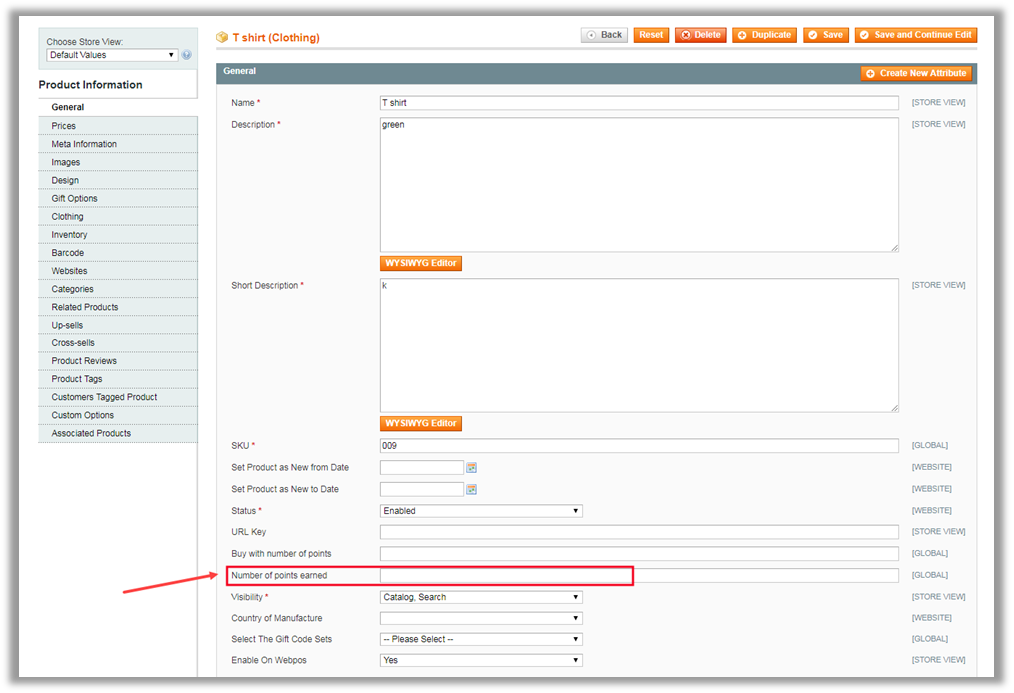 Choose Store View:
Default Values
T shirt (Clothing)
Back Reset Delete Duplicate Save Save and Continue Edit
Product Information
General
Prices
Meta Information
Images
Design
Gift Options
Clothing
Inventory
Barcode
Websites
Categories
Related Products
Up-sells
Cross-sells
Product Reviews
Product Tags
Customers Tagged Product
Custom Options
Associated Products
General Create New Attribute
Name * T shirt [STORE VIEW]
Description * green [STORE VIEW]
WYSIWYG Editor
Short Description * k [STORE VIEW]
WYSIWYG Editor
SKU * 009 [GLOBAL]
Set Product as New from Date [WEBSITE]
Set Product as New to Date [WEBSITE]
Status * Enabled [WEBSITE]
URL Key [STORE VIEW]
Buy with number of points [GLOBAL]
Number of points earned [GLOBAL]
Visibility * Catalog, Search [STORE VIEW]
Country of Manufacture [WEBSITE]
Select The Gift Code Sets -- Please Select -- [GLOBAL]
Enable On Webpos Yes [STORE VIEW]